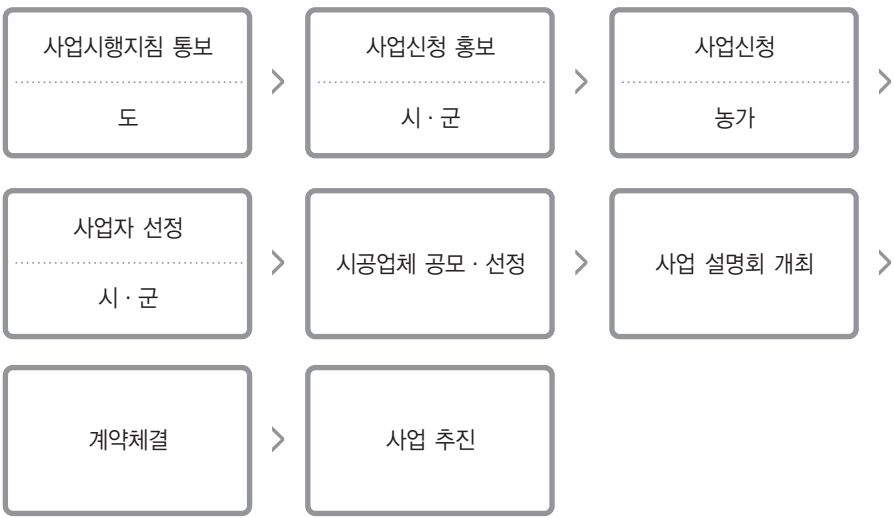 사업시행지침 통보
도
사업신청 홍보
시 · 군
사업신청
농가
사업자 선정
시 · 군
시공업체 공모 · 선정
사업 설명회 개최
계약체결
사업 추진